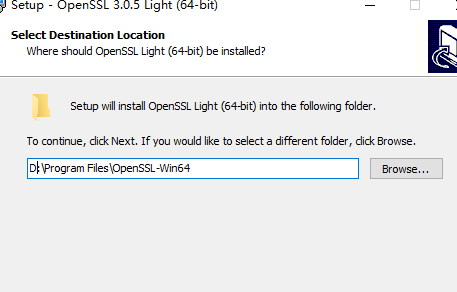 Setup - OpenSSL 3.0.5 Light (64-bit)
Select Destination Location
Where should OpenSSL Light (64-bit) be installed?
Setup will install OpenSSL Light (64-bit) into the following folder.
To continue, click Next. If you would like to select a different folder, click Browse.
D:\Program Files\OpenSSL-Win64
Browse...